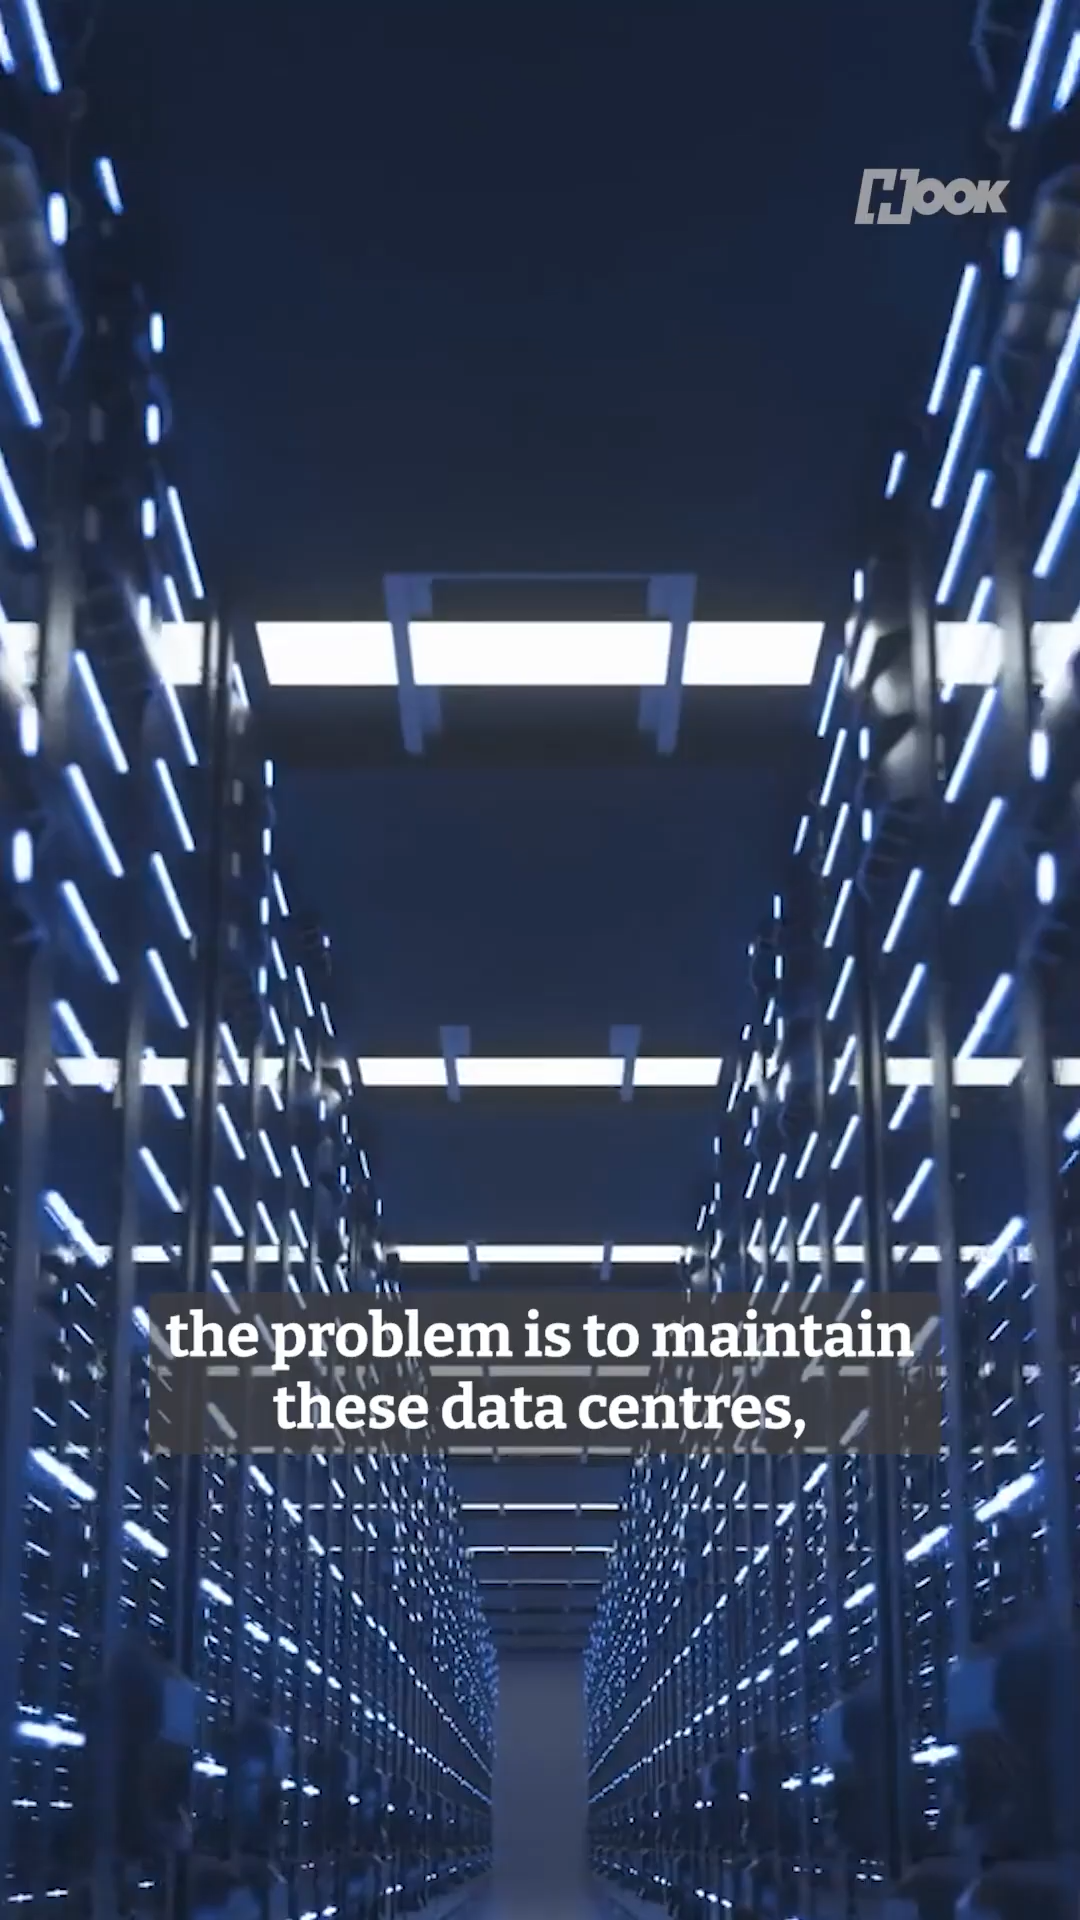 HOOK
the problem is to maintain
these data centres,